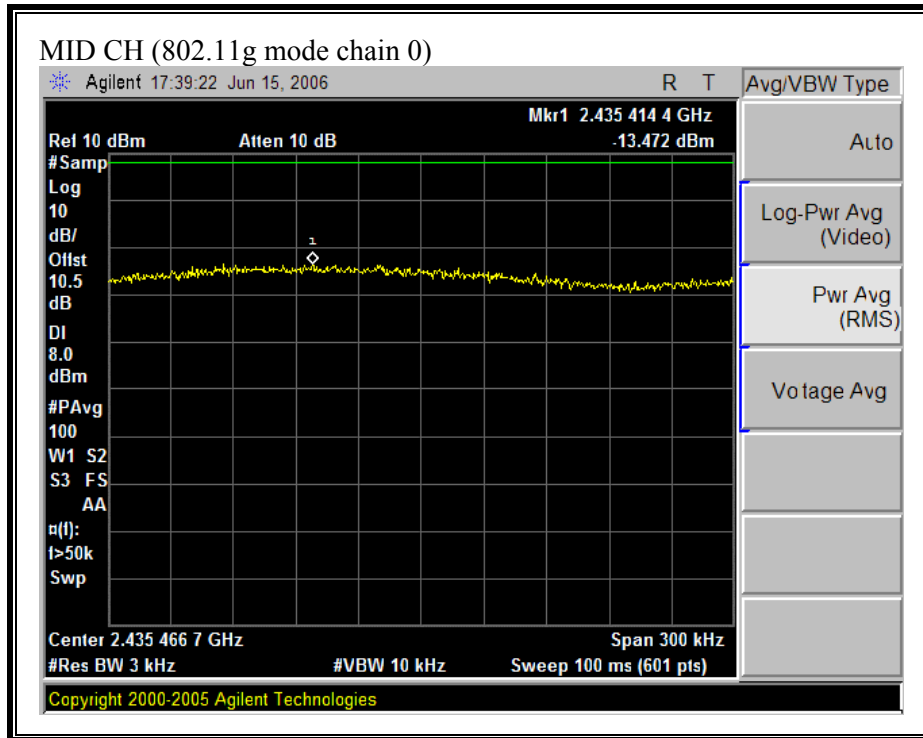 MID CH (802.11g mode chain 0)
Agilent 17:39:22 Jun 15, 2006 R T
Avg/VBW Type
Mkr1 2.435 414 4 GHz
Ref 10 dBm Atten 10 dB -13.472 dBm
#Samp
Log
10
dB/
Offst
10.5
dB
DI
8.0
dBm
#PAvg
100
W1 S2
S3 FS
AA
¤(f):
f>50k
Swp
1
Center 2.435 466 7 GHz Span 300 kHz
#Res BW 3 kHz #VBW 10 kHz Sweep 100 ms (601 pts)
Copyright 2000-2005 Agilent Technologies
Auto
Log-Pwr Avg
(Video)
Pwr Avg
(RMS)
Voltage Avg